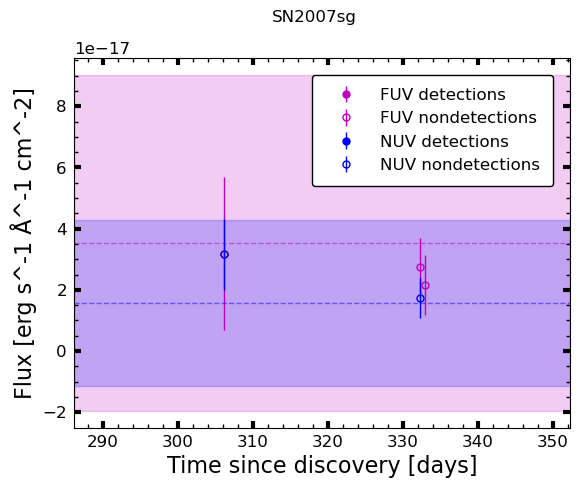 SN2007sg
1e−17
FUV detections
FUV nondetections
NUV detections
NUV nondetections
8
6
4
2
0
−2
Flux [erg s^-1 Å^-1 cm^-2]
290 300 310 320 330 340 350
Time since discovery [days]